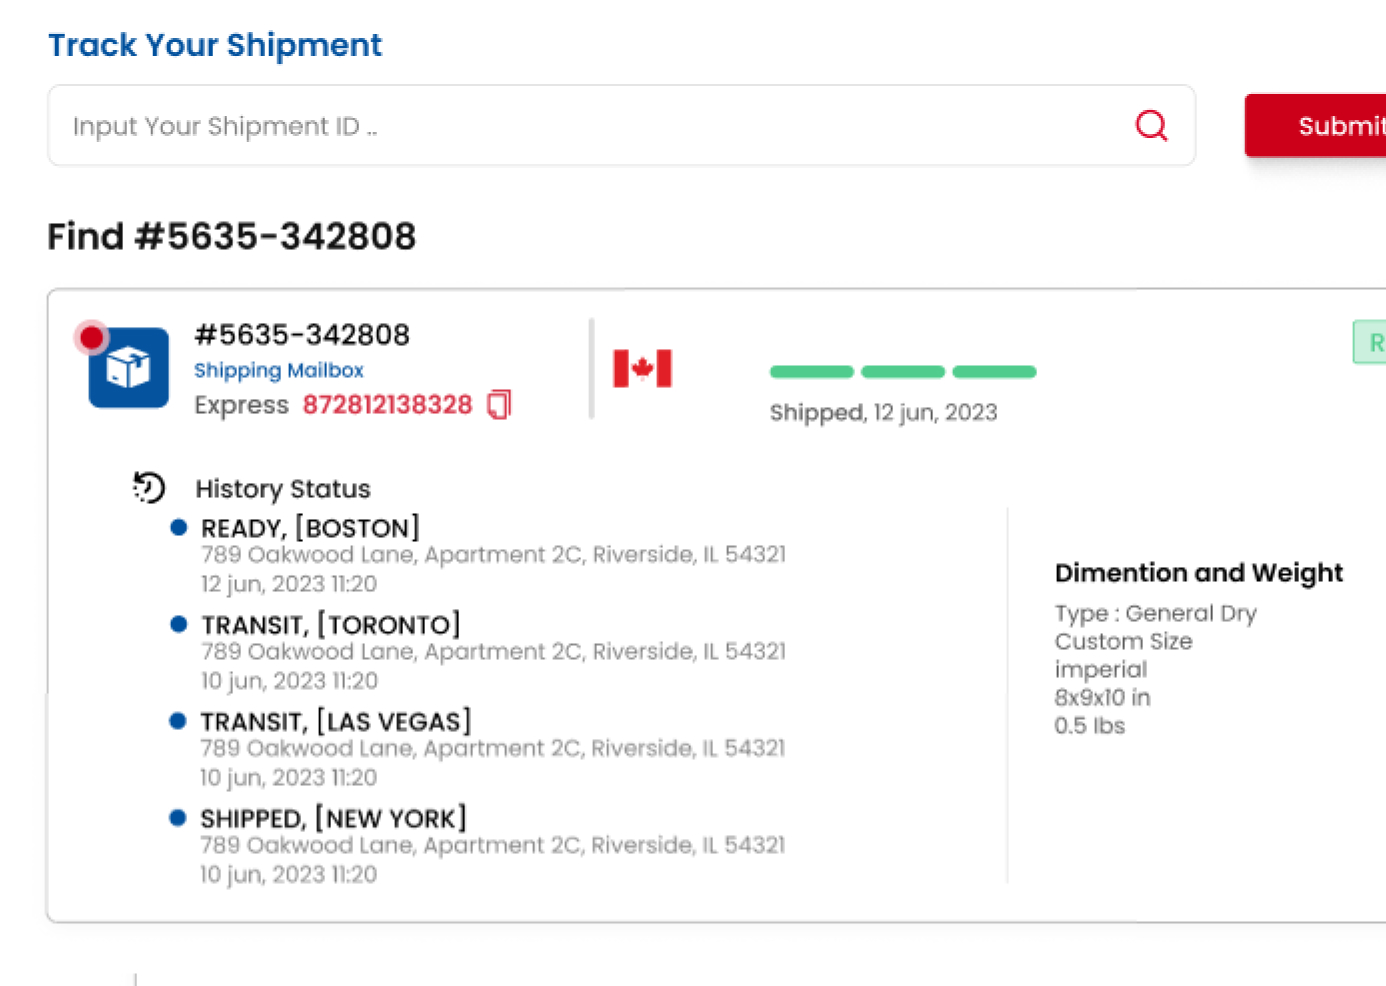 Track Your Shipment
Input Your Shipment ID ..
Submit
Find #5635-342808
#5635-342808
Shipping Mailbox
Express 872812138328
Shipped, 12 jun, 2023
R
History Status
READY, [BOSTON]
789 Oakwood Lane, Apartment 2C, Riverside, IL 54321
12 jun, 2023 11:20
TRANSIT, [TORONTO]
789 Oakwood Lane, Apartment 2C, Riverside, IL 54321
10 jun, 2023 11:20
TRANSIT, [LAS VEGAS]
789 Oakwood Lane, Apartment 2C, Riverside, IL 54321
10 jun, 2023 11:20
SHIPPED, [NEW YORK]
789 Oakwood Lane, Apartment 2C, Riverside, IL 54321
10 jun, 2023 11:20
Dimention and Weight
Type : General Dry
Custom Size
imperial
8x9x10 in
0.5 lbs